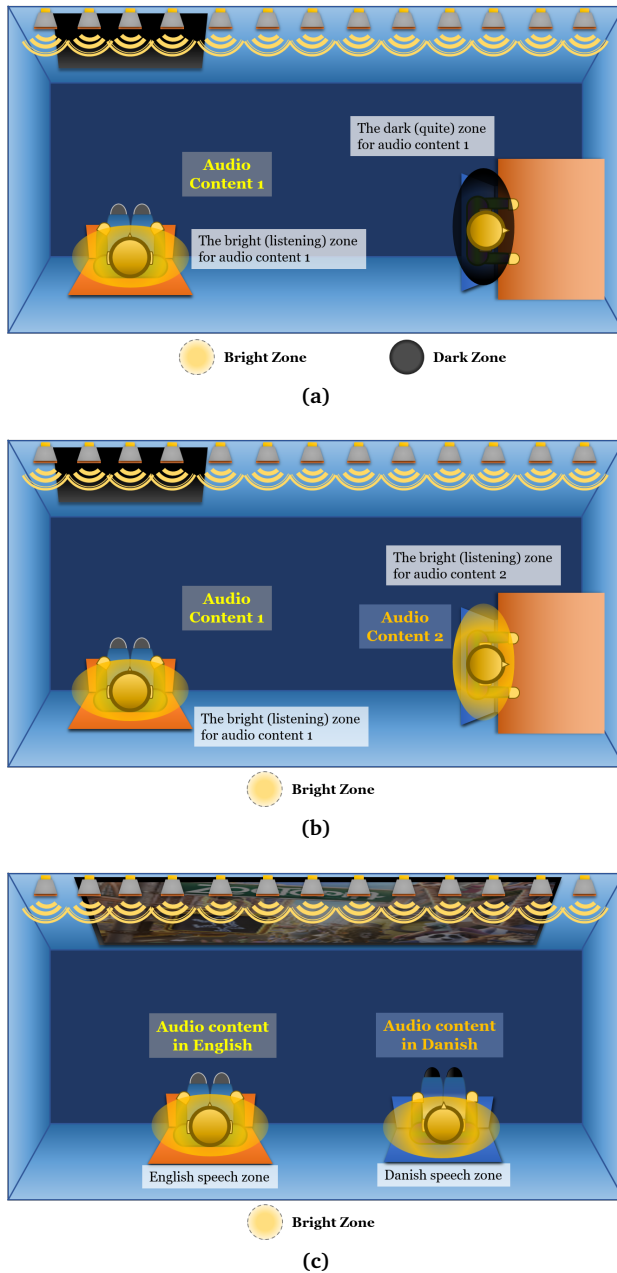 The dark (quite) zone
for audio content 1
Audio
Content 1
The bright (listening) zone
for audio content 1
Bright Zone
Dark Zone
(a)
The bright (listening) zone
for audio content 2
Audio
Content 1
Audio
Content 2
The bright (listening) zone
for audio content 1
Bright Zone
(b)
Audio content
in English
Audio content
in Danish
English speech zone
Danish speech zone
Bright Zone
(c)